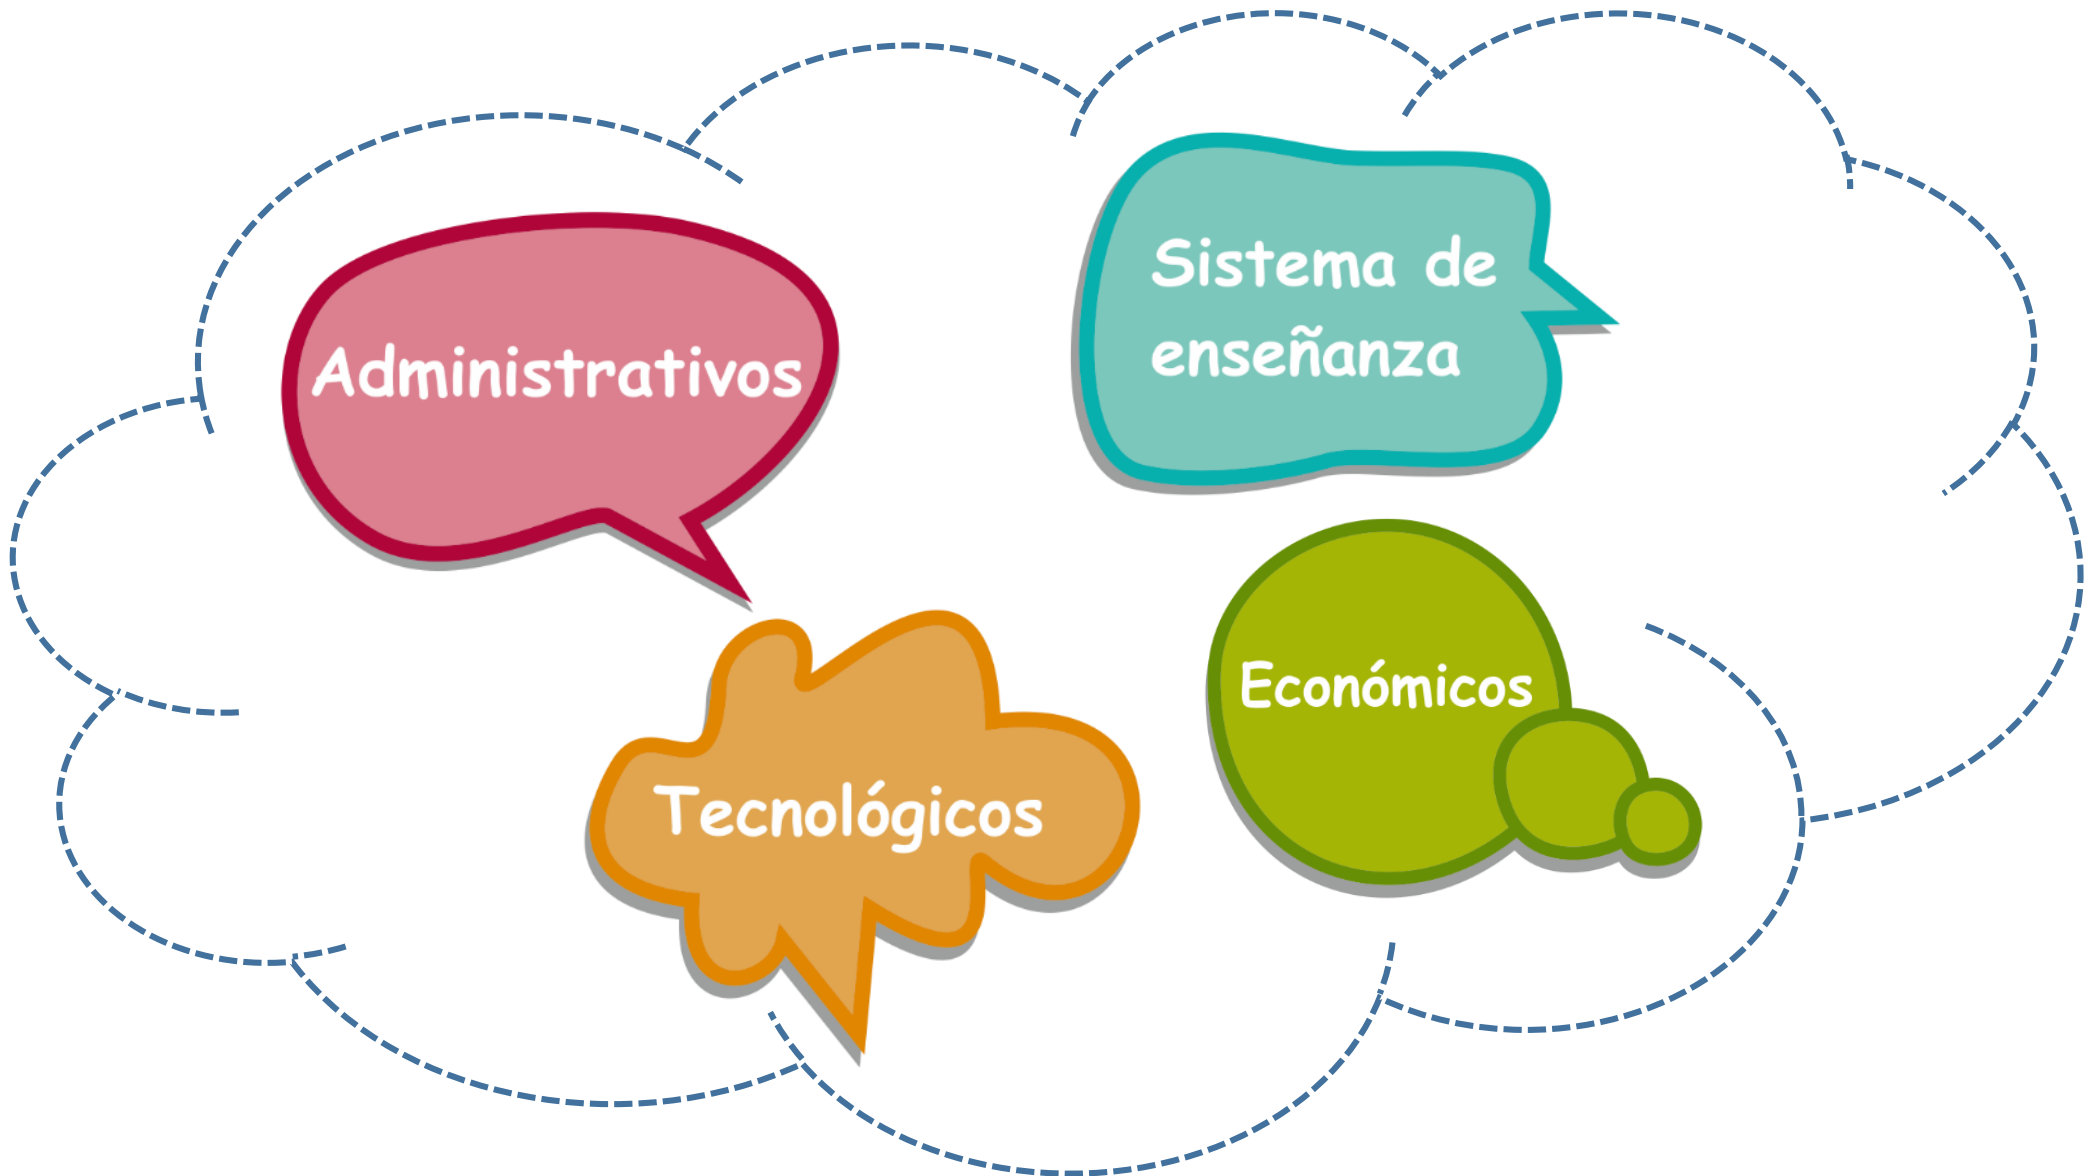 Administrativos
Sistema de
enseñanza
Tecnológicos
Económicos